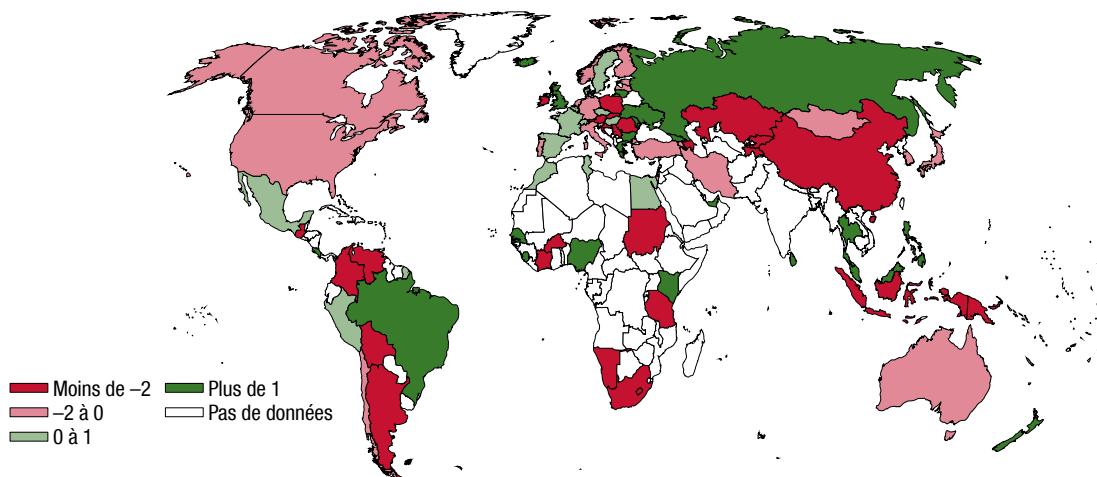 Moins de –2
–2 à 0
0 à 1
Plus de 1
Pas de données